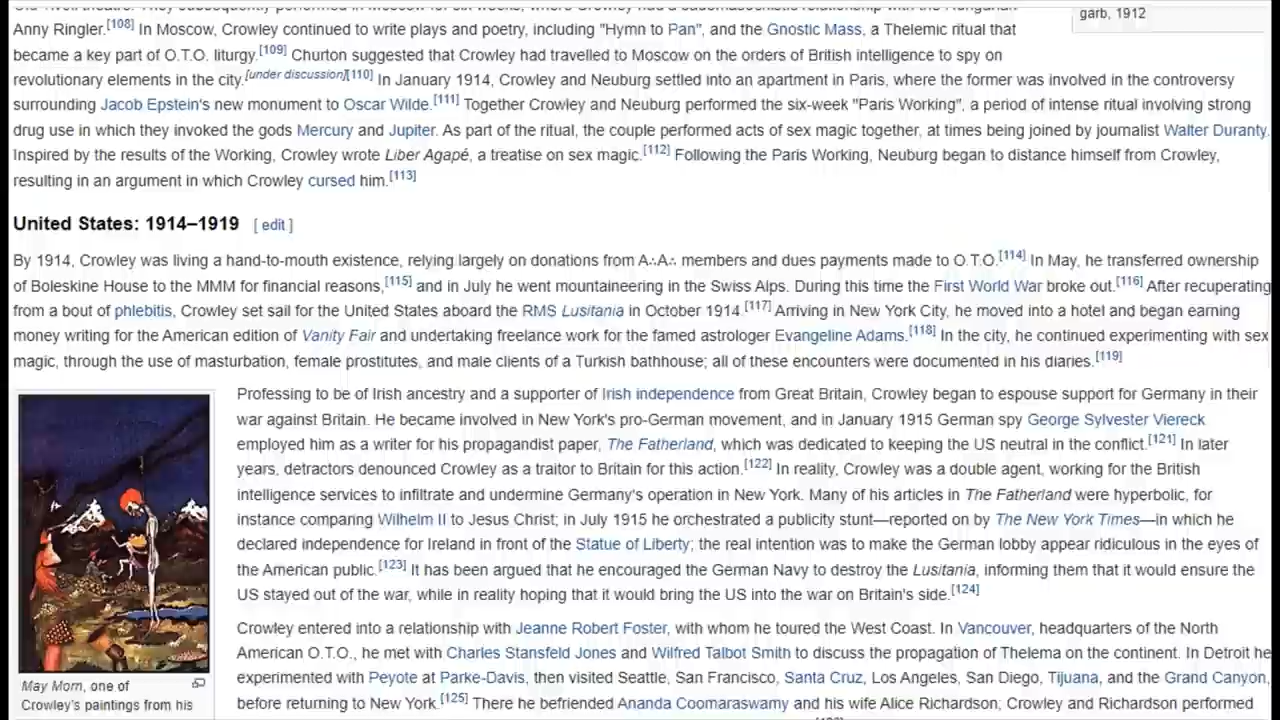 garb, 1912
Anny Ringler.[108] In Moscow, Crowley continued to write plays and poetry, including "Hymn to Pan", and the Gnostic Mass, a Thelemic ritual that
became a key part of O.T.O. liturgy.[109] Churton suggested that Crowley had travelled to Moscow on the orders of British intelligence to spy on
revolutionary elements in the city.[under discussion][110] In January 1914, Crowley and Neuburg settled into an apartment in Paris, where the former was involved in the controversy
surrounding Jacob Epstein's new monument to Oscar Wilde.[111] Together Crowley and Neuburg performed the six-week "Paris Working", a period of intense ritual involving strong
drug use in which they invoked the gods Mercury and Jupiter. As part of the ritual, the couple performed acts of sex magic together, at times being joined by journalist Walter Duranty.
Inspired by the results of the Working, Crowley wrote Liber Agapé, a treatise on sex magic.[112] Following the Paris Working, Neuburg began to distance himself from Crowley,
resulting in an argument in which Crowley cursed him.[113]
United States: 1914–1919 [ edit ]
By 1914, Crowley was living a hand-to-mouth existence, relying largely on donations from A∴A∴ members and dues payments made to O.T.O.[114] In May, he transferred ownership
of Boleskine House to the MMM for financial reasons,[115] and in July he went mountaineering in the Swiss Alps. During this time the First World War broke out.[116] After recuperating
from a bout of phlebitis, Crowley set sail for the United States aboard the RMS Lusitania in October 1914.[117] Arriving in New York City, he moved into a hotel and began earning
money writing for the American edition of Vanity Fair and undertaking freelance work for the famed astrologer Evangeline Adams.[118] In the city, he continued experimenting with sex
magic, through the use of masturbation, female prostitutes, and male clients of a Turkish bathhouse; all of these encounters were documented in his diaries.[119]
Professing to be of Irish ancestry and a supporter of Irish independence from Great Britain, Crowley began to espouse support for Germany in their
war against Britain. He became involved in New York's pro-German movement, and in January 1915 German spy George Sylvester Viereck
employed him as a writer for his propagandist paper, The Fatherland, which was dedicated to keeping the US neutral in the conflict.[121] In later
years, detractors denounced Crowley as a traitor to Britain for this action.[122] In reality, Crowley was a double agent, working for the British
intelligence services to infiltrate and undermine Germany's operation in New York. Many of his articles in The Fatherland were hyperbolic, for
instance comparing Wilhelm II to Jesus Christ; in July 1915 he orchestrated a publicity stunt—reported on by The New York Times—in which he
declared independence for Ireland in front of the Statue of Liberty; the real intention was to make the German lobby appear ridiculous in the eyes of
the American public.[123] It has been argued that he encouraged the German Navy to destroy the Lusitania, informing them that it would ensure the
US stayed out of the war, while in reality hoping that it would bring the US into the war on Britain's side.[124]
Crowley entered into a relationship with Jeanne Robert Foster, with whom he toured the West Coast. In Vancouver, headquarters of the North
American O.T.O., he met with Charles Stansfeld Jones and Wilfred Talbot Smith to discuss the propagation of Thelema on the continent. In Detroit he
experimented with Peyote at Parke-Davis, then visited Seattle, San Francisco, Santa Cruz, Los Angeles, San Diego, Tijuana, and the Grand Canyon,
before returning to New York.[125] There he befriended Ananda Coomaraswamy and his wife Alice Richardson; Crowley and Richardson performed
May Morn, one of
Crowley's paintings from his